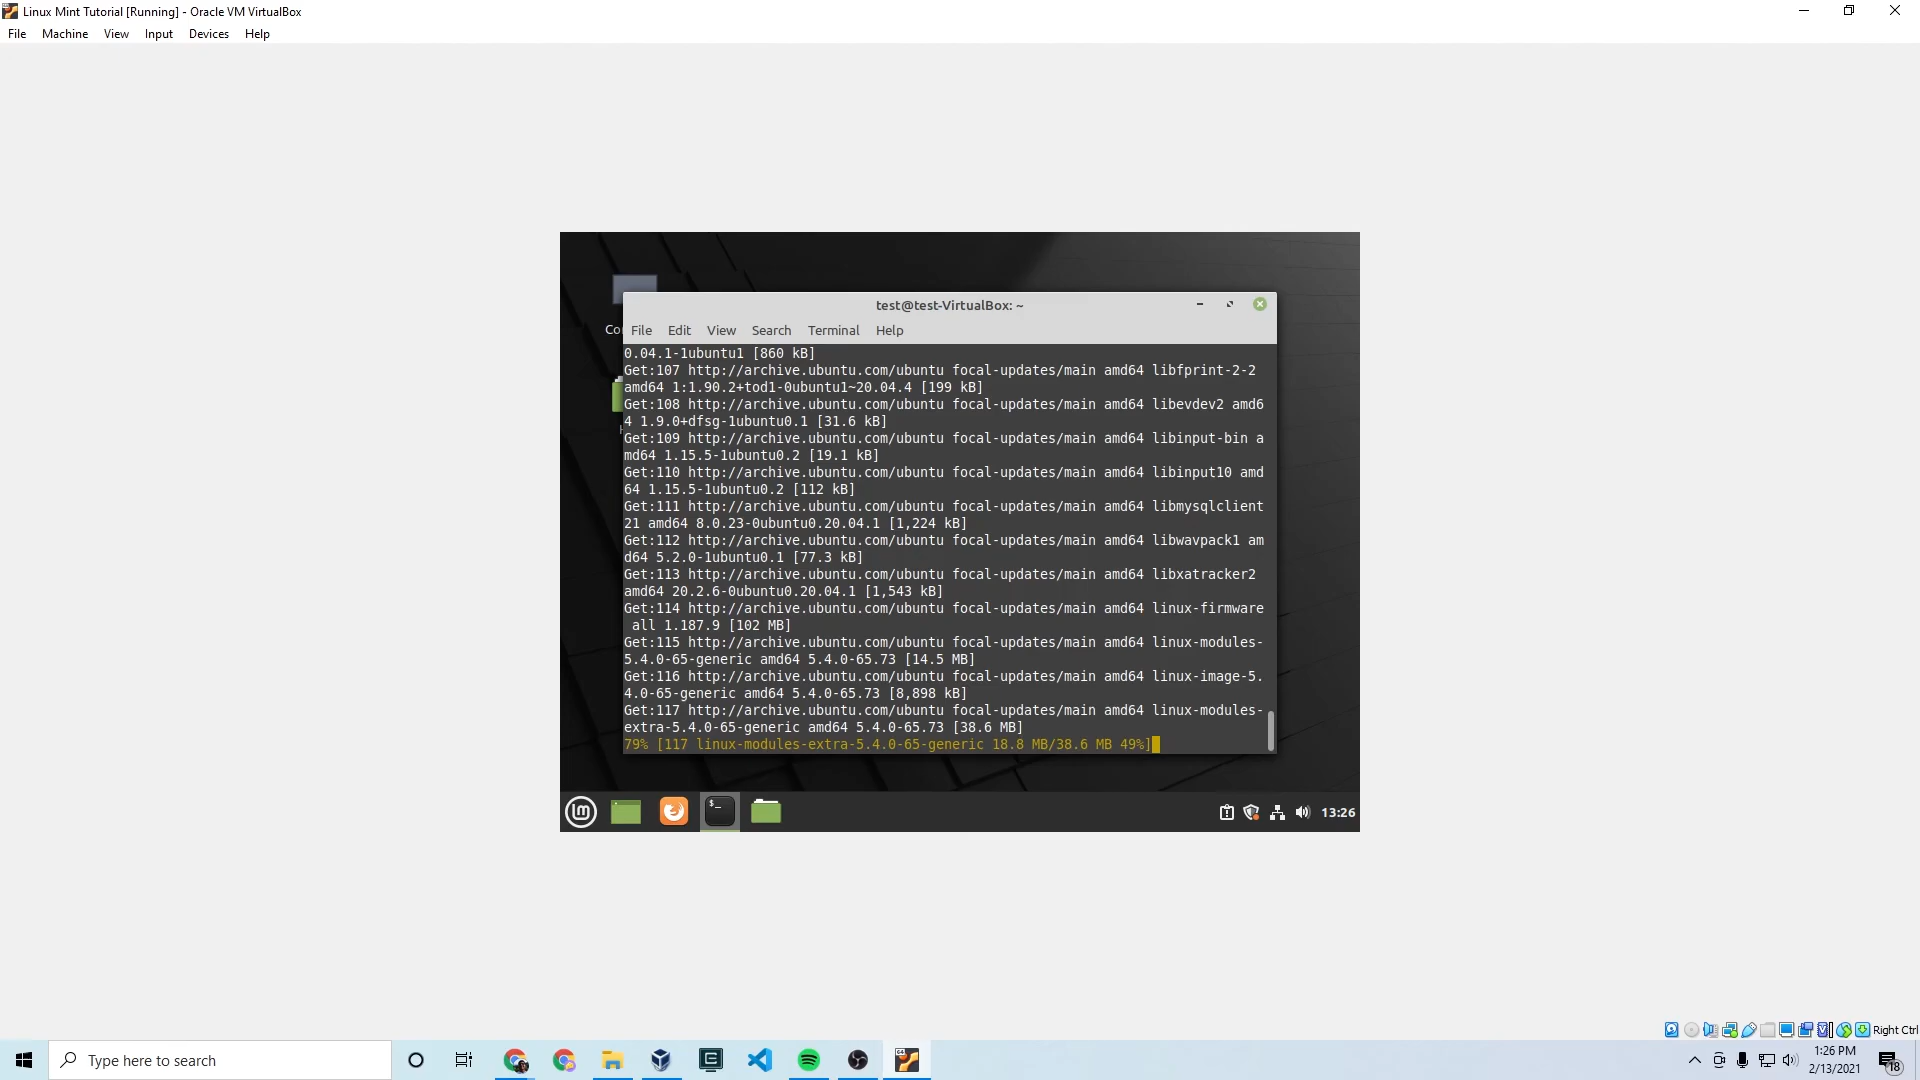 Linux Mint Tutorial [Running] - Oracle VM VirtualBox
File Machine View Input Devices Help
test@test-VirtualBox: ~
File Edit View Search Terminal Help
0.04.1-1ubuntu1 [860 kB]
Get:107 http://archive.ubuntu.com/ubuntu focal-updates/main amd64 libfprint-2-2
amd64 1:1.90.2+tod1-0ubuntu1~20.04.4 [199 kB]
Get:108 http://archive.ubuntu.com/ubuntu focal-updates/main amd64 libevdev2 amd6
4 1.9.0+dfsg-1ubuntu0.1 [31.6 kB]
Get:109 http://archive.ubuntu.com/ubuntu focal-updates/main amd64 libinput-bin a
md64 1.15.5-1ubuntu0.2 [19.1 kB]
Get:110 http://archive.ubuntu.com/ubuntu focal-updates/main amd64 libinput10 amd
64 1.15.5-1ubuntu0.2 [112 kB]
Get:111 http://archive.ubuntu.com/ubuntu focal-updates/main amd64 libmysqlclient
21 amd64 8.0.23-0ubuntu0.20.04.1 [1,224 kB]
Get:112 http://archive.ubuntu.com/ubuntu focal-updates/main amd64 libwavpack1 am
d64 5.2.0-1ubuntu0.1 [77.3 kB]
Get:113 http://archive.ubuntu.com/ubuntu focal-updates/main amd64 libxatracker2
amd64 20.2.6-0ubuntu0.20.04.1 [1,543 kB]
Get:114 http://archive.ubuntu.com/ubuntu focal-updates/main amd64 linux-firmware
all 1.187.9 [102 MB]
Get:115 http://archive.ubuntu.com/ubuntu focal-updates/main amd64 linux-modules-
5.4.0-65-generic amd64 5.4.0-65.73 [14.5 MB]
Get:116 http://archive.ubuntu.com/ubuntu focal-updates/main amd64 linux-image-5.
4.0-65-generic amd64 5.4.0-65.73 [8,898 kB]
Get:117 http://archive.ubuntu.com/ubuntu focal-updates/main amd64 linux-modules-
extra-5.4.0-65-generic amd64 5.4.0-65.73 [38.6 MB]
79% [117 linux-modules-extra-5.4.0-65-generic 18.8 MB/38.6 MB 49%]
13:26
Right Ctrl
Type here to search
1:26 PM
2/13/2021
18